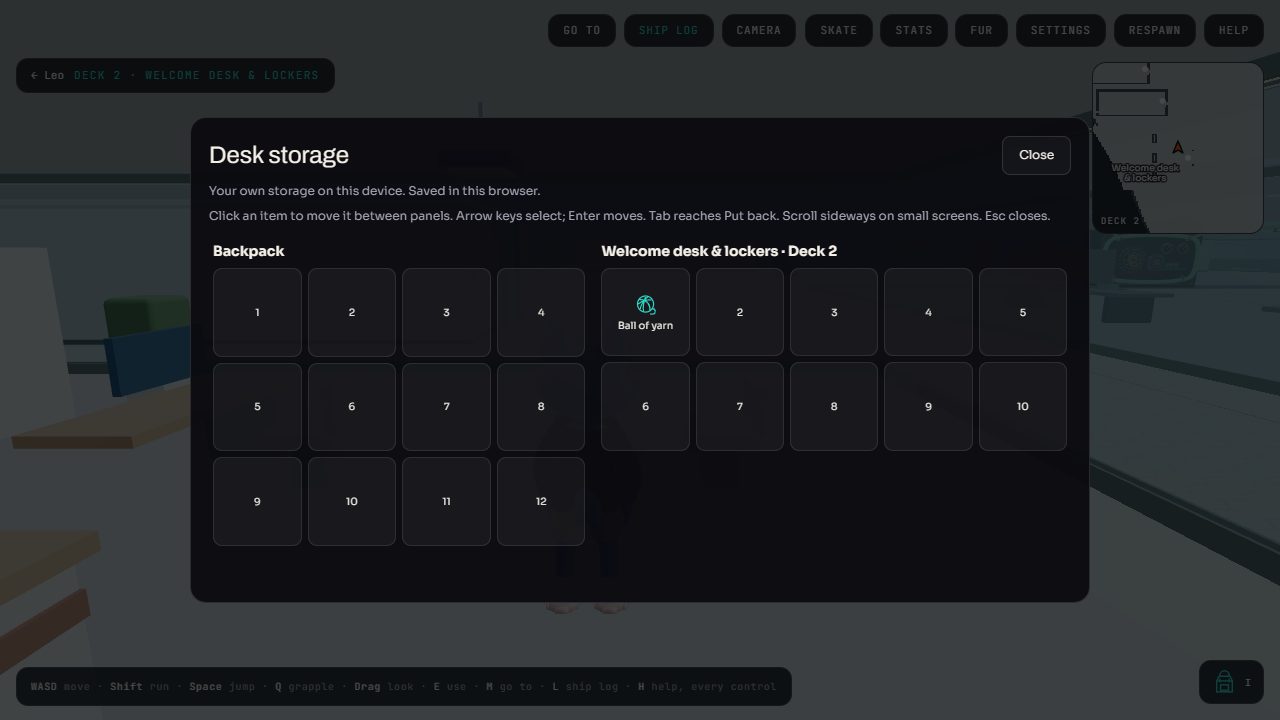 GO TO
SHIP LOG
CAMERA
SKATE
STATS
FUR
SETTINGS
RESPAWN
HELP
← Leo DECK 2 · WELCOME DESK & LOCKERS
Welcome desk
& lockers
DECK 2
Desk storage
Close
Your own storage on this device. Saved in this browser.
Click an item to move it between panels. Arrow keys select; Enter moves. Tab reaches Put back. Scroll sideways on small screens. Esc closes.
Backpack
1 2 3 4
5 6 7 8
9 10 11 12
Welcome desk & lockers · Deck 2
Ball of yarn 2 3 4 5
6 7 8 9 10
WASD move · Shift run · Space jump · Q grapple · Drag look · E use · M go to · L ship log · H help, every control
I